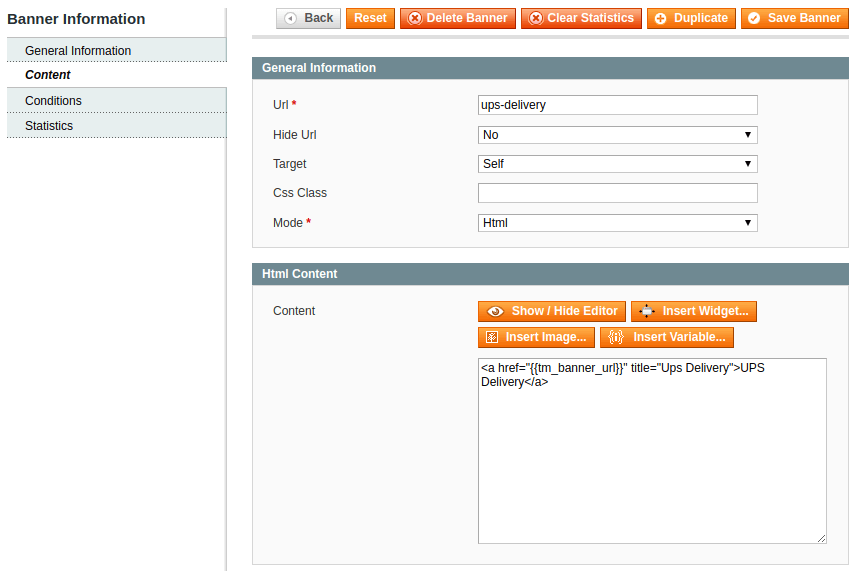 Banner Information
General Information
Content
Conditions
Statistics
Back Reset Delete Banner Clear Statistics Duplicate Save Banner
General Information
Url * ups-delivery
Hide Url No
Target Self
Css Class
Mode * Html
Html Content
Content Show / Hide Editor Insert Widget...
Insert Image... Insert Variable...
<a href="{{tm_banner_url}}" title="Ups Delivery">UPS
Delivery</a>